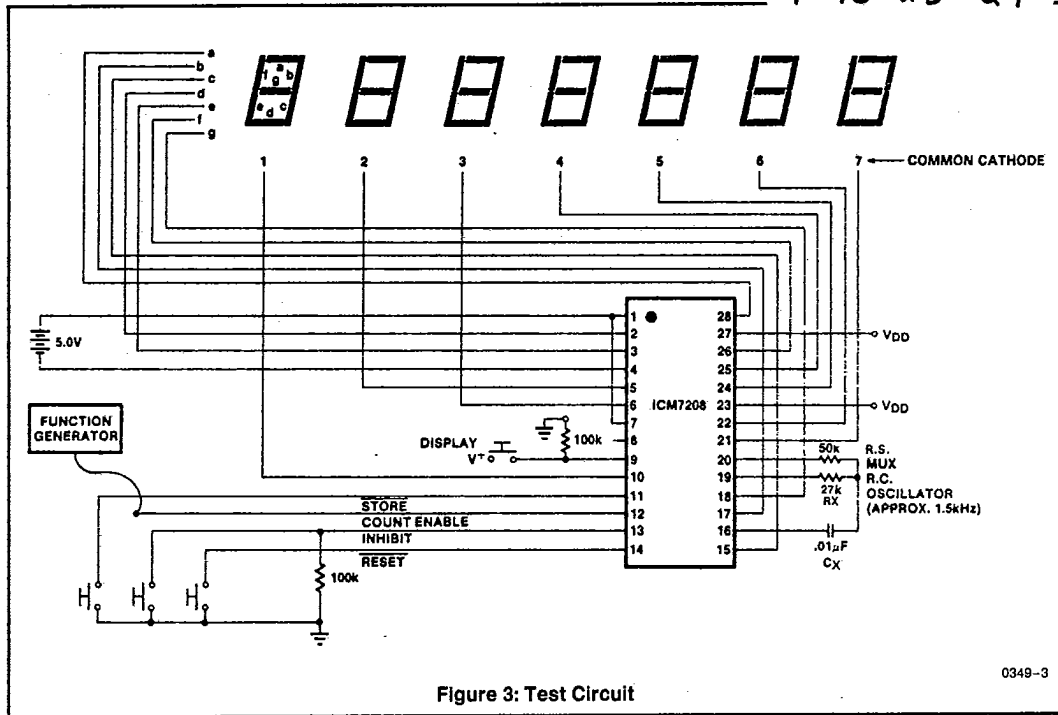 a
b
c
d
e
f
g
a
f b
g
e c
d
1 2 3 4 5 6 7 COMMON CATHODE
5.0V
FUNCTION
GENERATOR
DISPLAY
V+
100k
ICM7208
1
2
3
4
5
6
7
8
9
10
11
12
13
14
28
27
26
25
24
23
22
21
20
19
18
17
16
15
VDD
VDD
50k
R.S.
MUX
27k
RX
R.C.
OSCILLATOR
(APPROX. 1.5kHz)
.01µF
CX
STORE
COUNT ENABLE
INHIBIT
RESET
100k
0349-3
Figure 3: Test Circuit